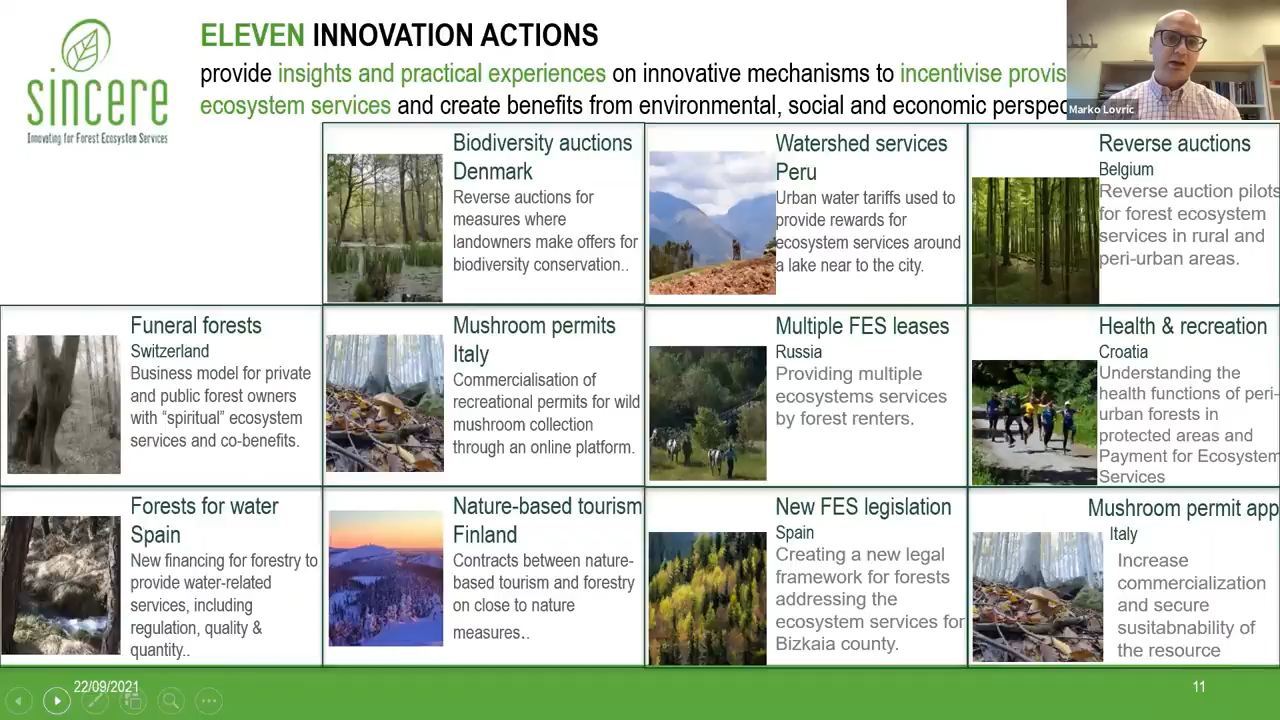 sincere
Innovating for Forest Ecosystem Services
ELEVEN INNOVATION ACTIONS
provide insights and practical experiences on innovative mechanisms to incentivise provis
ecosystem services and create benefits from environmental, social and economic perspec
Marko Lovric
Biodiversity auctions
Denmark
Reverse auctions for
measures where
landowners make offers for
biodiversity conservation..
Watershed services
Peru
Urban water tariffs used to
provide rewards for
ecosystem services around
a lake near to the city.
Reverse auctions
Belgium
Reverse auction pilots
for forest ecosystem
services in rural and
peri-urban areas.
Funeral forests
Switzerland
Business model for private
and public forest owners
with “spiritual” ecosystem
services and co-benefits.
Mushroom permits
Italy
Commercialisation of
recreational permits for wild
mushroom collection
through an online platform.
Multiple FES leases
Russia
Providing multiple
ecosystems services
by forest renters.
Health & recreation
Croatia
Understanding the
health functions of peri-
urban forests in
protected areas and
Payment for Ecosystem
Services
Forests for water
Spain
New financing for forestry to
provide water-related
services, including
regulation, quality &
quantity..
Nature-based tourism
Finland
Contracts between nature-
based tourism and forestry
on close to nature
measures..
New FES legislation
Spain
Creating a new legal
framework for forests
addressing the
ecosystem services for
Bizkaia county.
Mushroom permit app
Italy
Increase
commercialization
and secure
susitabnability of
the resource
22/09/2021
11